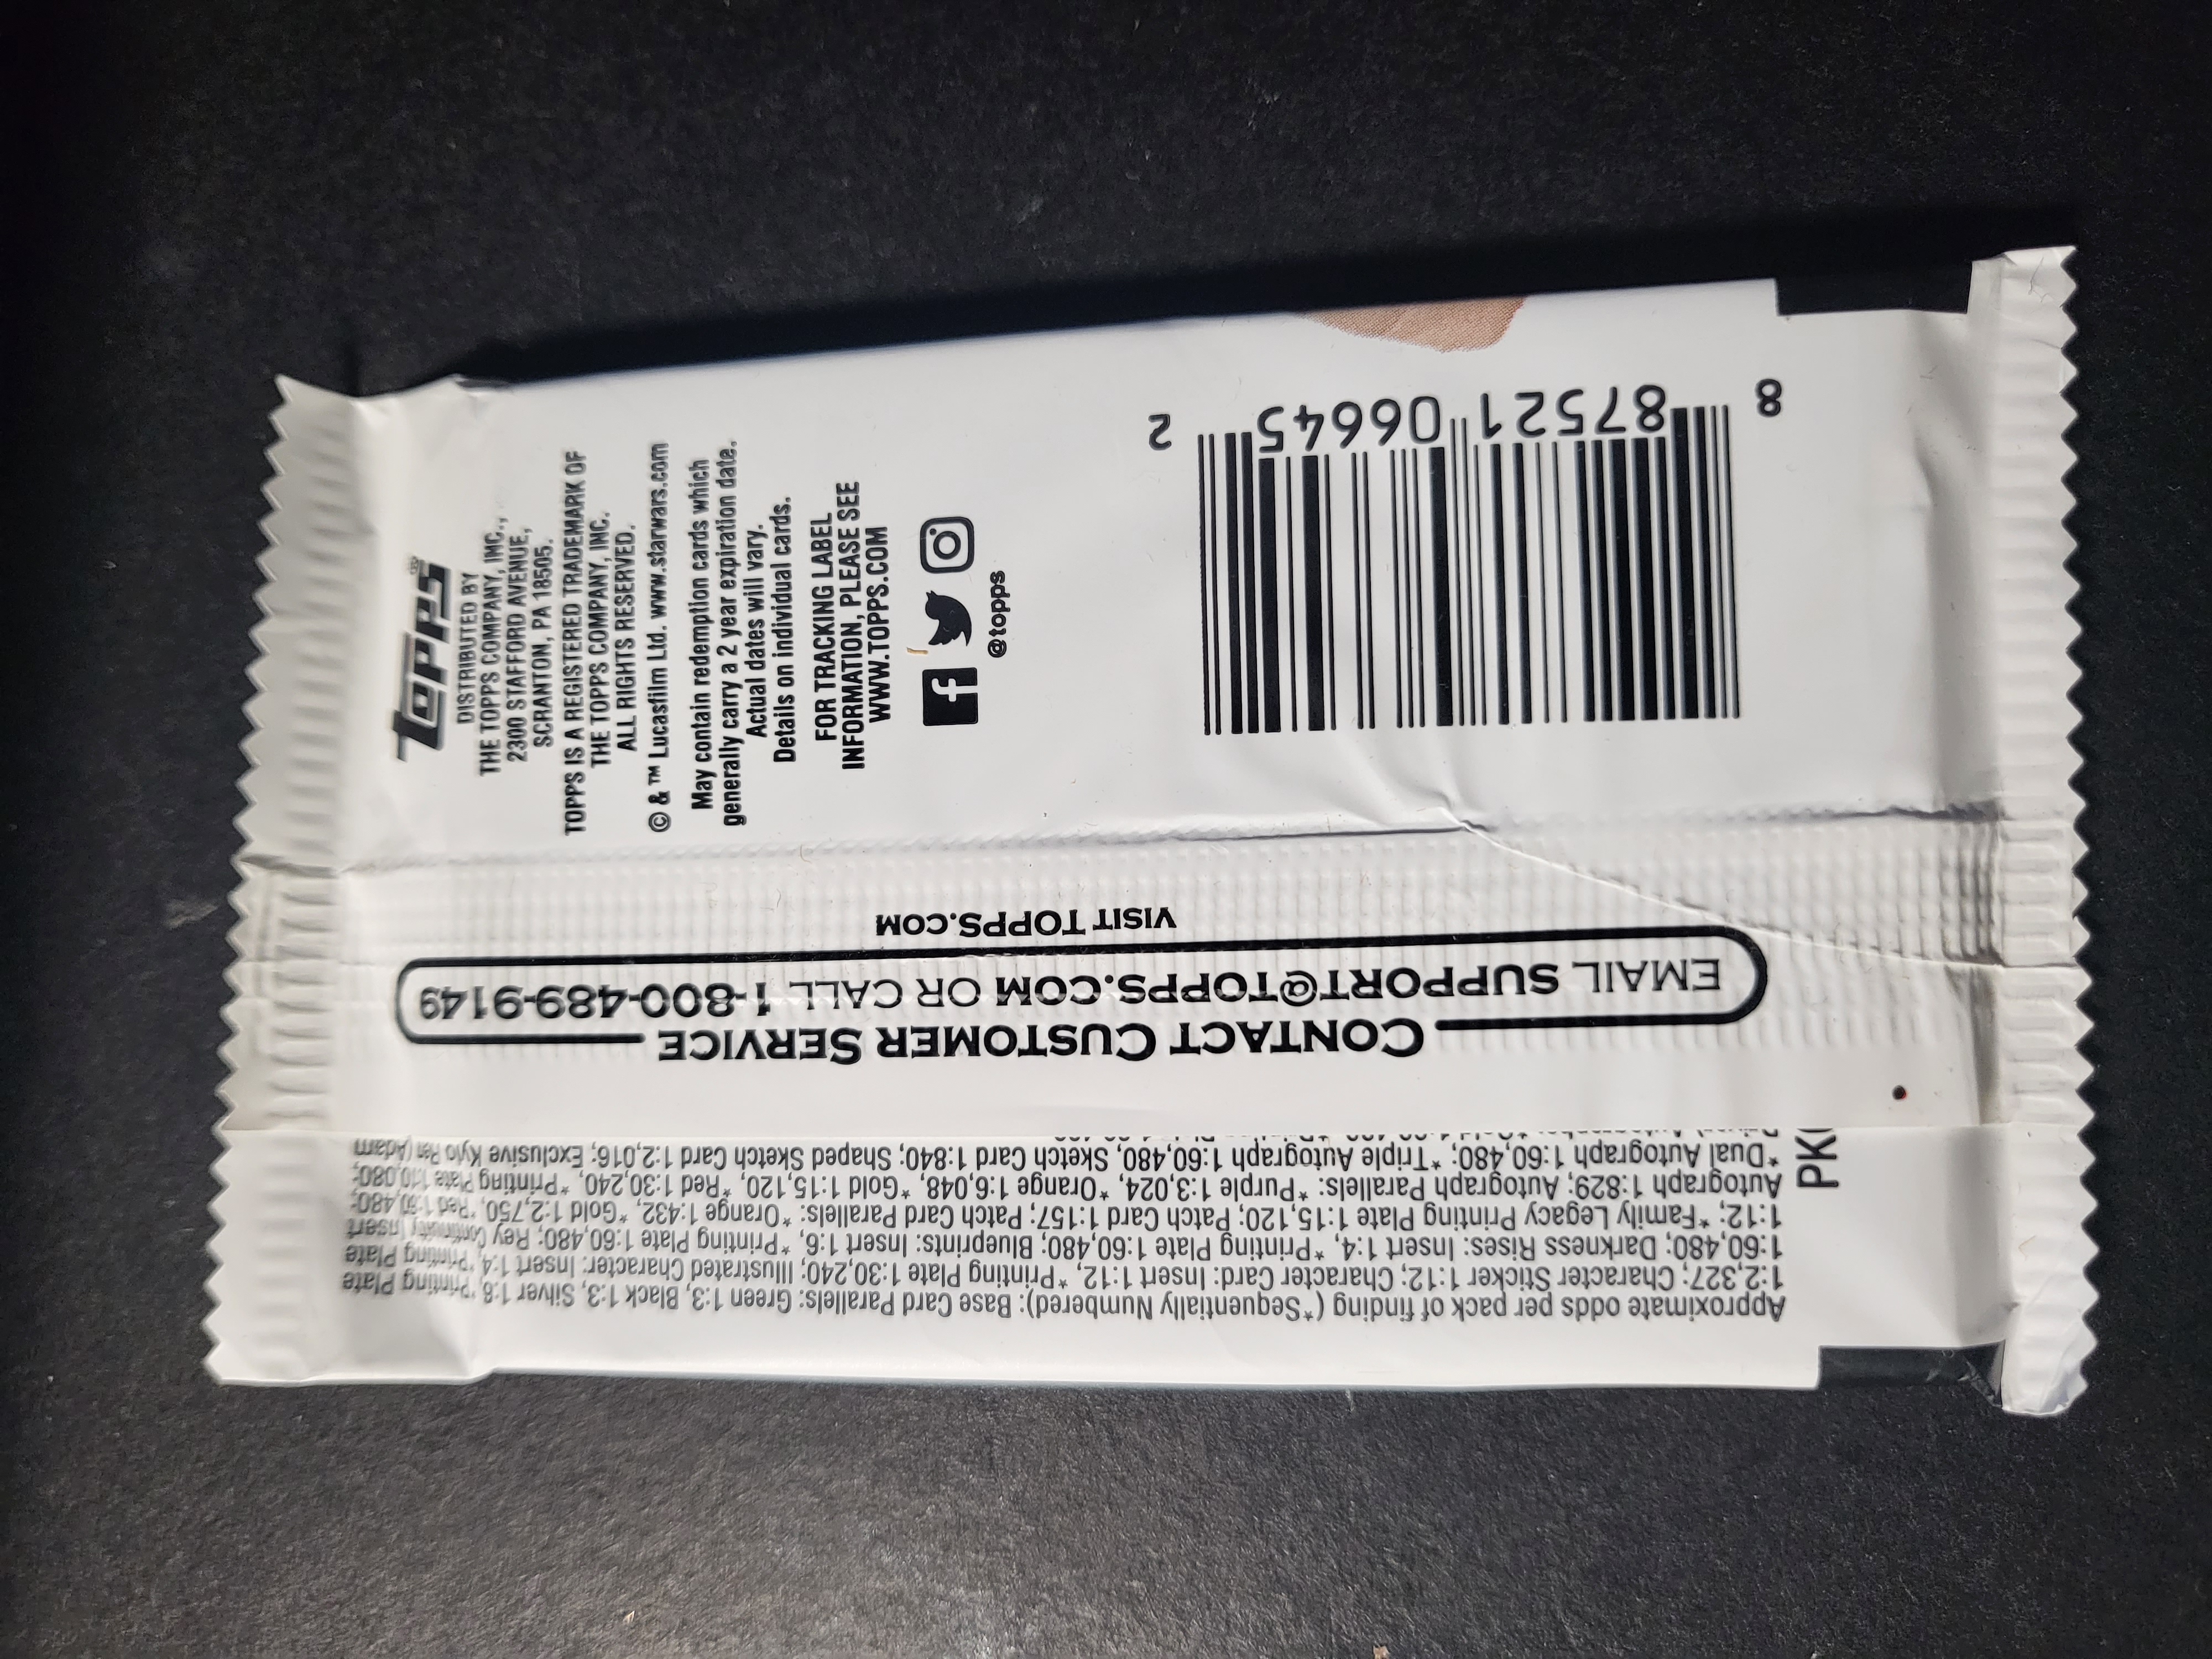 Approximate odds per pack of finding (*Sequentially Numbered): Base Card Parallels: Green 1:3, Black 1:3, Silver 1:8, *Printing Plate
1:2,327; Character Sticker 1:12; Character Card: Insert 1:12, *Printing Plate 1:30,240; Illustrated Character: Insert 1:4, *Printing Plate
1:60,480; Darkness Rises: Insert 1:4, *Printing Plate 1:60,480; Blueprints: Insert 1:6, *Printing Plate 1:60,480; Rey Continuity Insert
1:12; *Family Legacy Printing Plate 1:15,120; Patch Card 1:157; Patch Card Parallels: *Orange 1:432, *Gold 1:2,750, *Red 1:60,480;
Autograph 1:829; Autograph Parallels: *Purple 1:3,024, *Orange 1:6,048, *Gold 1:15,120, *Red 1:30,240, *Printing Plate
*Dual Autograph 1:60,480; *Triple Autograph 1:60,480, Sketch Card 1:840; Shaped Sketch Card 1:2,016; Exclusive Kylo Ren (Adam
PK
CONTACT CUSTOMER SERVICE
EMAIL SUPPORT@TOPPS.COM OR CALL 1-800-489-9149
VISIT TOPPS.COM
8 87521 06645 2
topps®
DISTRIBUTED BY
THE TOPPS COMPANY, INC.,
2300 STAFFORD AVENUE,
SCRANTON, PA 18505.
TOPPS IS A REGISTERED TRADEMARK OF
THE TOPPS COMPANY, INC.
ALL RIGHTS RESERVED.
© & ™ Lucasfilm Ltd. www.starwars.com
May contain redemption cards which
generally carry a 2 year expiration date.
Actual dates will vary.
Details on individual cards.
FOR TRACKING LABEL
INFORMATION, PLEASE SEE
WWW.TOPPS.COM
@topps